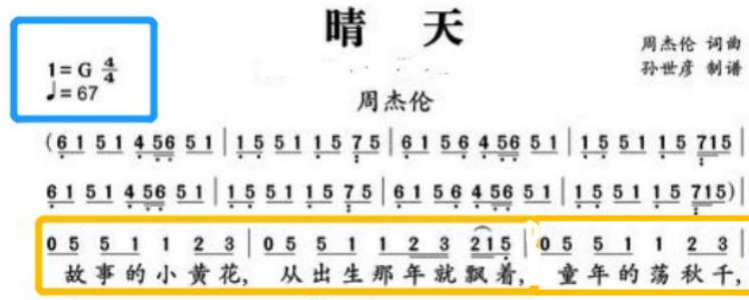 晴 天
周杰伦 词曲
孙世彦 制谱
1=G 4/4
♩=67
周杰伦
(6 1 5 1 4 56 5 1 | 1 5 5 1 1 5 7 5 | 6 1 5 6 4 56 5 1 | 1 5 5 1 1 5 715 |
6 1 5 1 4 56 5 1 | 1 5 5 1 1 5 7 5 | 6 1 5 6 4 56 5 1 | 1 5 5 1 1 5 715)|
0 5 5 1 1 2 3 | 0 5 5 1 1 2 3 215 | 0 5 5 1 1 2 3 |
故事的小黄花, 从出生那年就飘着, 童年的荡秋千,